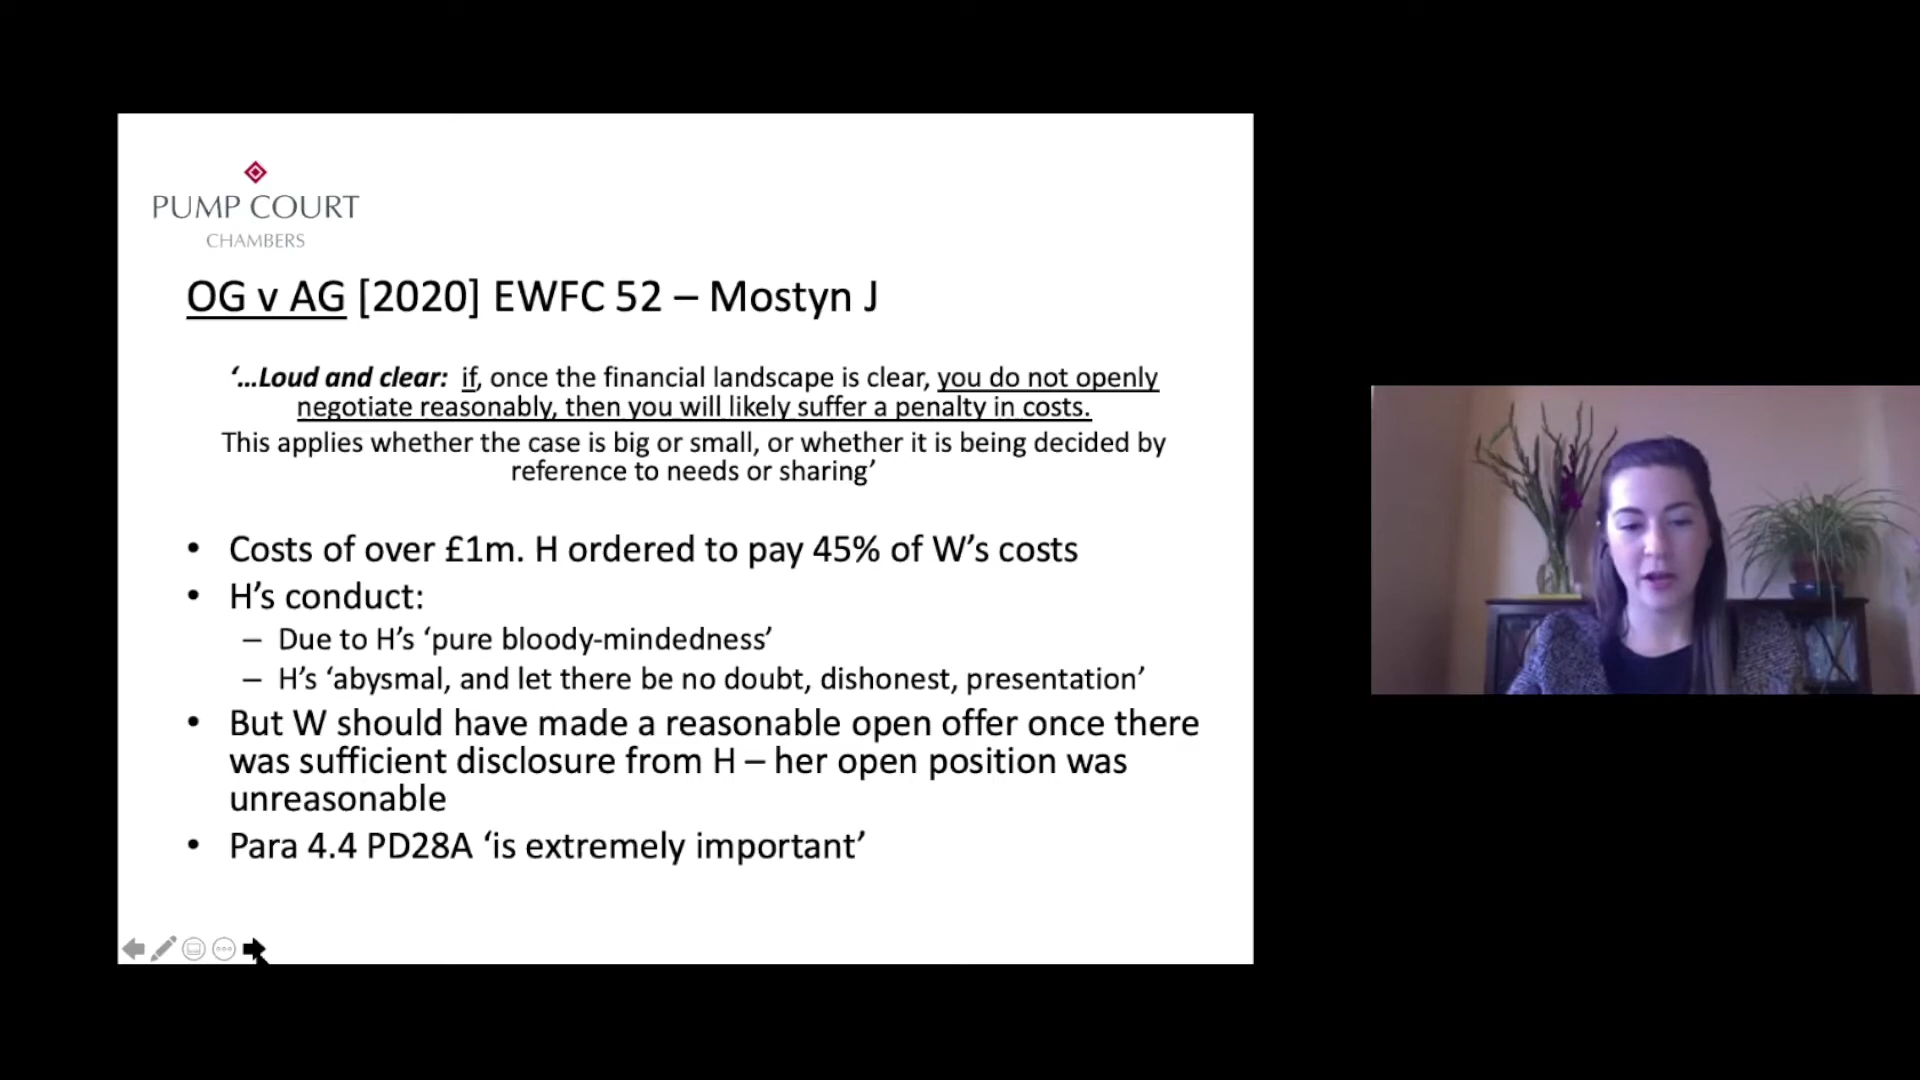 PUMP COURT
CHAMBERS
OG v AG [2020] EWFC 52 – Mostyn J
‘…Loud and clear: if, once the financial landscape is clear, you do not openly
negotiate reasonably, then you will likely suffer a penalty in costs.
This applies whether the case is big or small, or whether it is being decided by
reference to needs or sharing’
• Costs of over £1m. H ordered to pay 45% of W’s costs
• H’s conduct:
– Due to H’s ‘pure bloody-mindedness’
– H’s ‘abysmal, and let there be no doubt, dishonest, presentation’
• But W should have made a reasonable open offer once there
was sufficient disclosure from H – her open position was
unreasonable
• Para 4.4 PD28A ‘is extremely important’